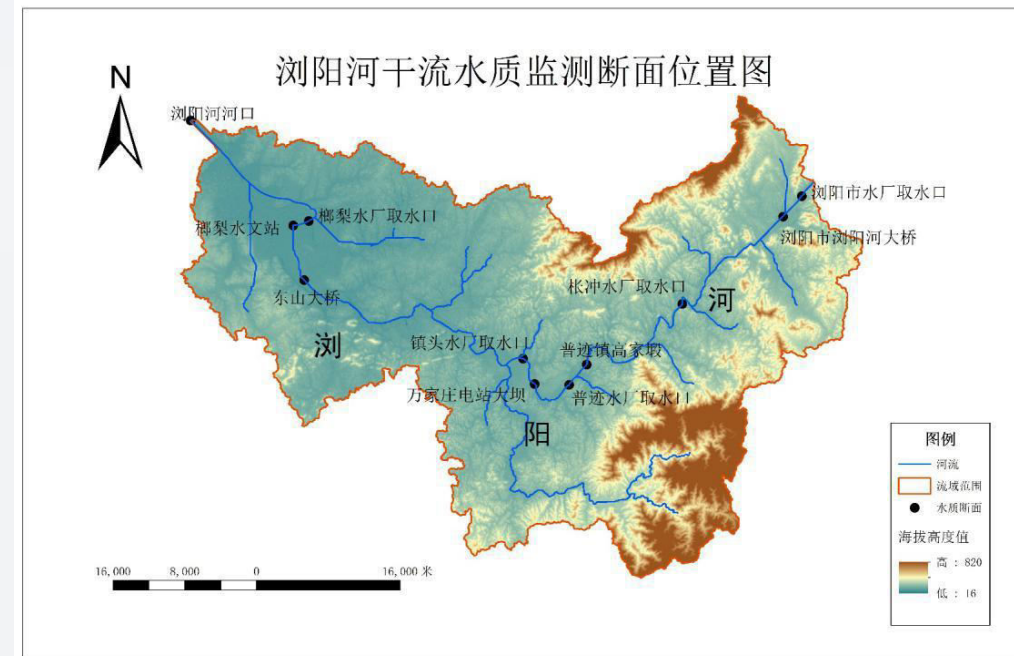 浏阳河干流水质监测断面位置图
N
浏阳河河口
浏阳市水厂取水口
榔梨水厂取水口
榔梨水文站
浏阳市浏阳河大桥
东山大桥
枨冲水厂取水口
河
浏
镇头水厂取水口
普迹镇高家塅
万家庄电站大坝
普迹水厂取水口
阳
图例
河流
流域范围
水质断面
海拔高度值
高 : 820
低 : 16
16,000 8,000 0 16,000 米